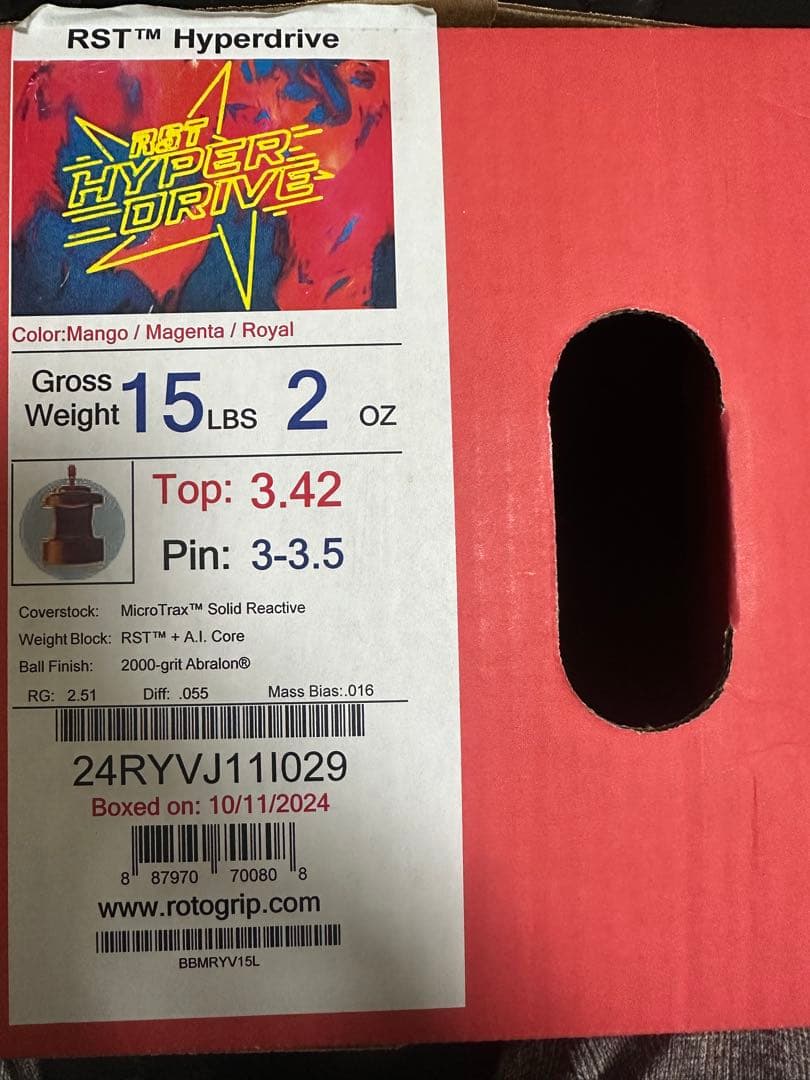 RST™ Hyperdrive
RST
HYPER
DRIVE
Color:Mango / Magenta / Royal
Gross Weight 15 LBS 2 OZ
Top: 3.42
Pin: 3-3.5
Coverstock: MicroTrax™ Solid Reactive
Weight Block: RST™ + A.I. Core
Ball Finish: 2000-grit Abralon®
RG: 2.51 Diff: .055 Mass Bias:.016
24RYVJ11I029
Boxed on: 10/11/2024
8 87970 70080 8
www.rotogrip.com
BBMRYV15L